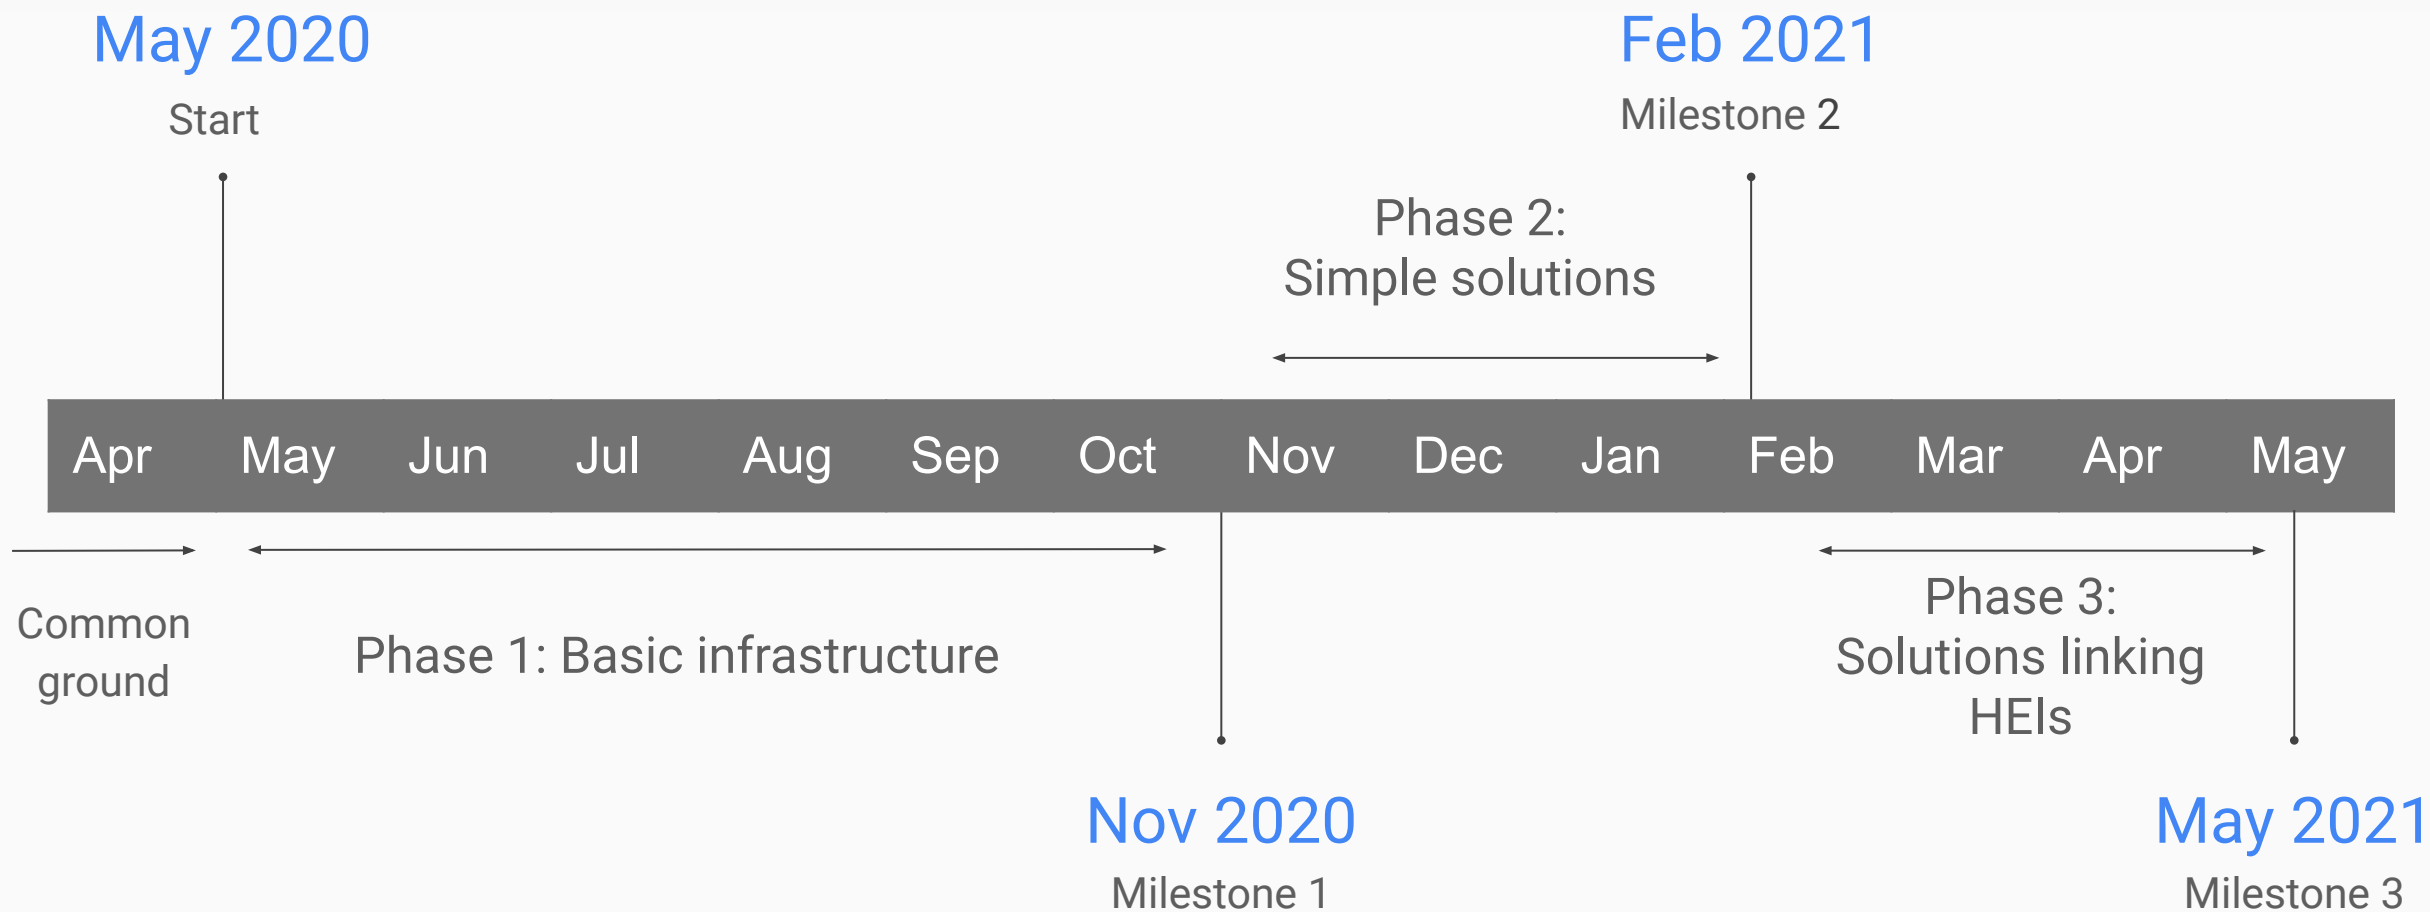 May 2020
Start
Feb 2021
Milestone 2
Phase 2:
Simple solutions
Apr May Jun Jul Aug Sep Oct Nov Dec Jan Feb Mar Apr May
Common
ground
Phase 1: Basic infrastructure
Phase 3:
Solutions linking
HEIs
Nov 2020
Milestone 1
May 2021
Milestone 3